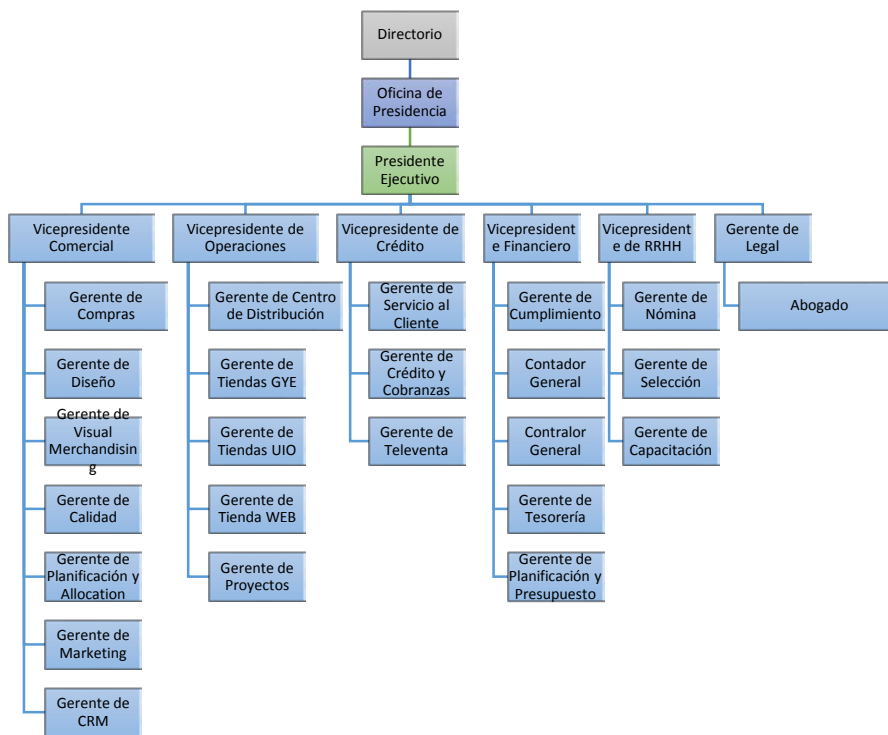 Directorio
Oficina de
Presidencia
Presidente
Ejecutivo
Vicepresidente
Comercial
Gerente de
Compras
Gerente de
Diseño
Gerente de
Visual
Merchandisin
g
Gerente de
Calidad
Gerente de
Planificación y
Allocation
Gerente de
Marketing
Gerente de
CRM
Vicepresidente de
Operaciones
Gerente de Centro
de Distribución
Gerente de
Tiendas GYE
Gerente de
Tiendas UIO
Gerente de
Tienda WEB
Gerente de
Proyectos
Vicepresidente de
Crédito
Gerente de
Servicio al
Cliente
Gerente de
Crédito y
Cobranzas
Gerente de
Televenta
Vicepresident
e Financiero
Gerente de
Cumplimiento
Contador
General
Contralor
General
Gerente de
Tesorería
Gerente de
Planificación y
Presupuesto
Vicepresident
e de RRHH
Gerente de
Nómina
Gerente de
Selección
Gerente de
Capacitación
Gerente de
Legal
Abogado